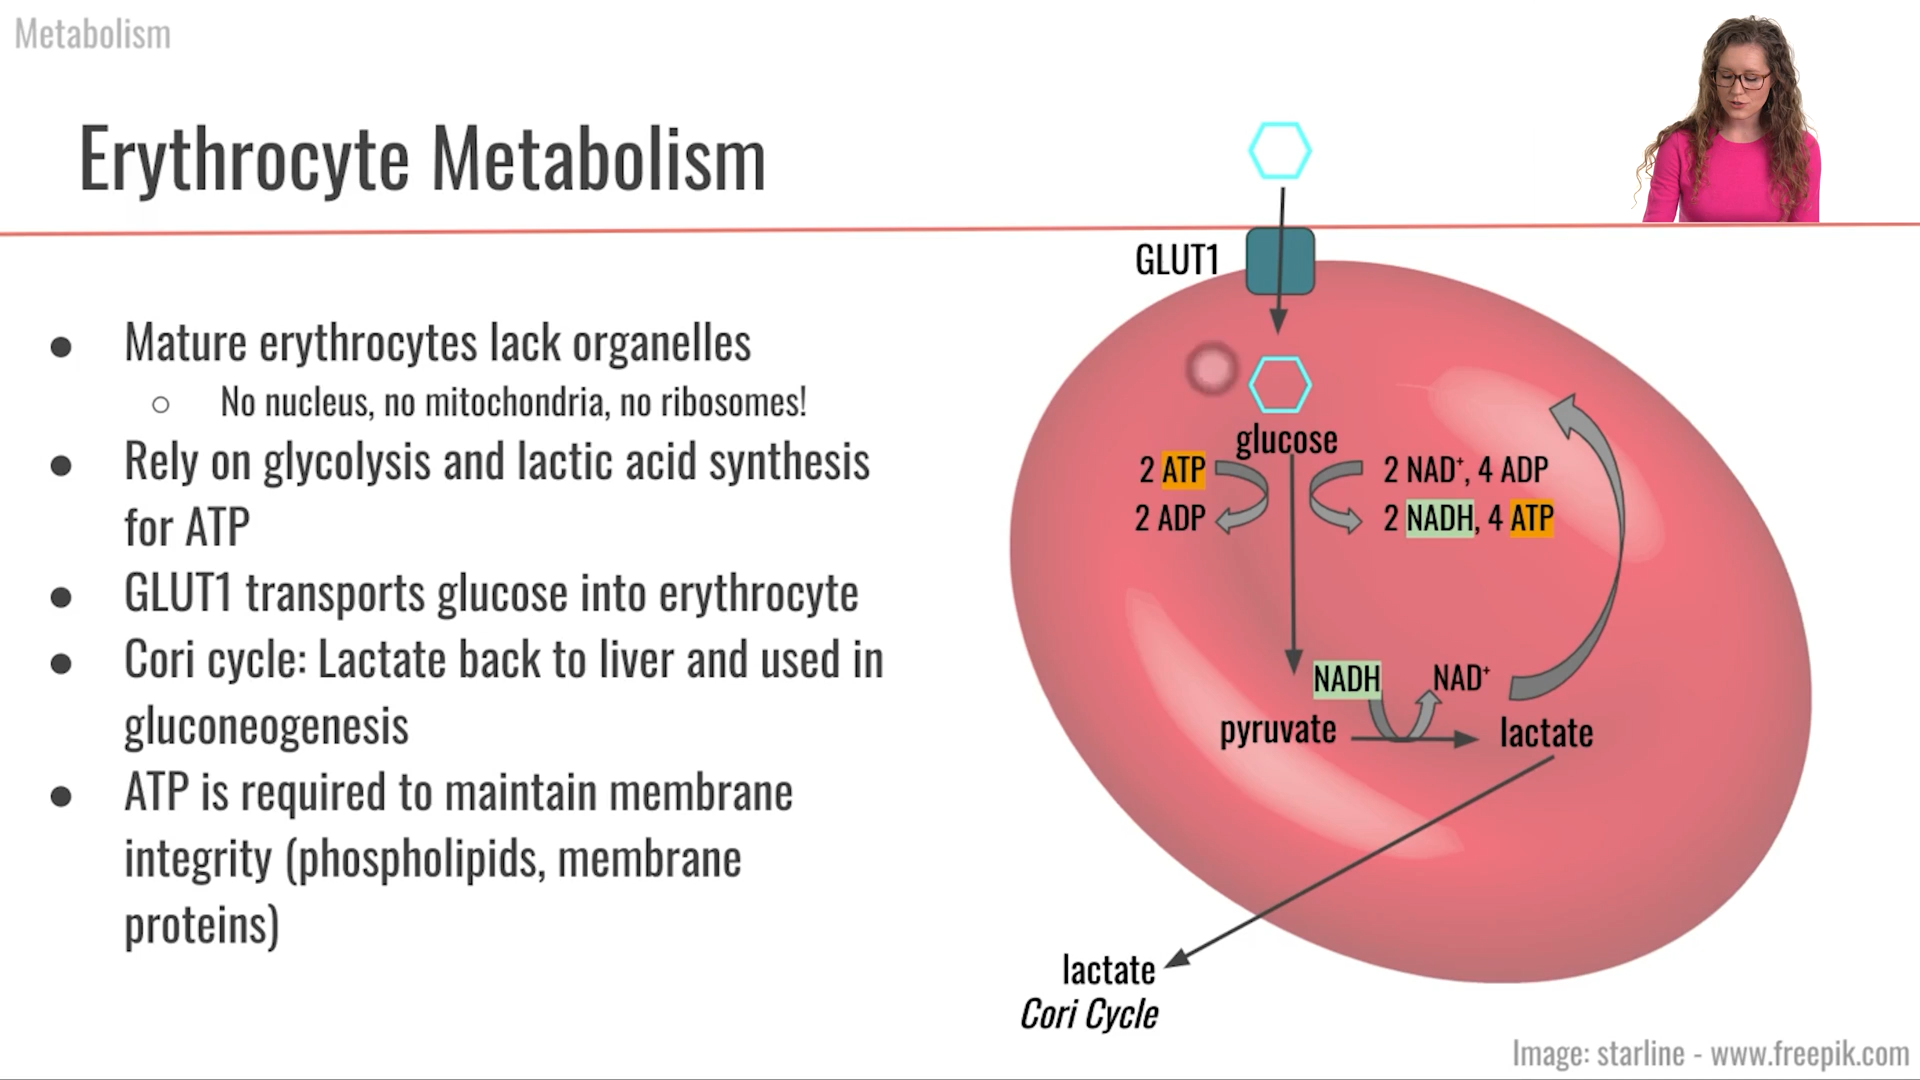 Metabolism
Erythrocyte Metabolism
● Mature erythrocytes lack organelles
○ No nucleus, no mitochondria, no ribosomes!
● Rely on glycolysis and lactic acid synthesis
for ATP
● GLUT1 transports glucose into erythrocyte
● Cori cycle: Lactate back to liver and used in
gluconeogenesis
● ATP is required to maintain membrane
integrity (phospholipids, membrane
proteins)
GLUT1
glucose
2 ATP
2 ADP
2 NAD⁺, 4 ADP
2 NADH, 4 ATP
NADH
NAD⁺
pyruvate
lactate
lactate
Cori Cycle
Image: starline - www.freepik.com